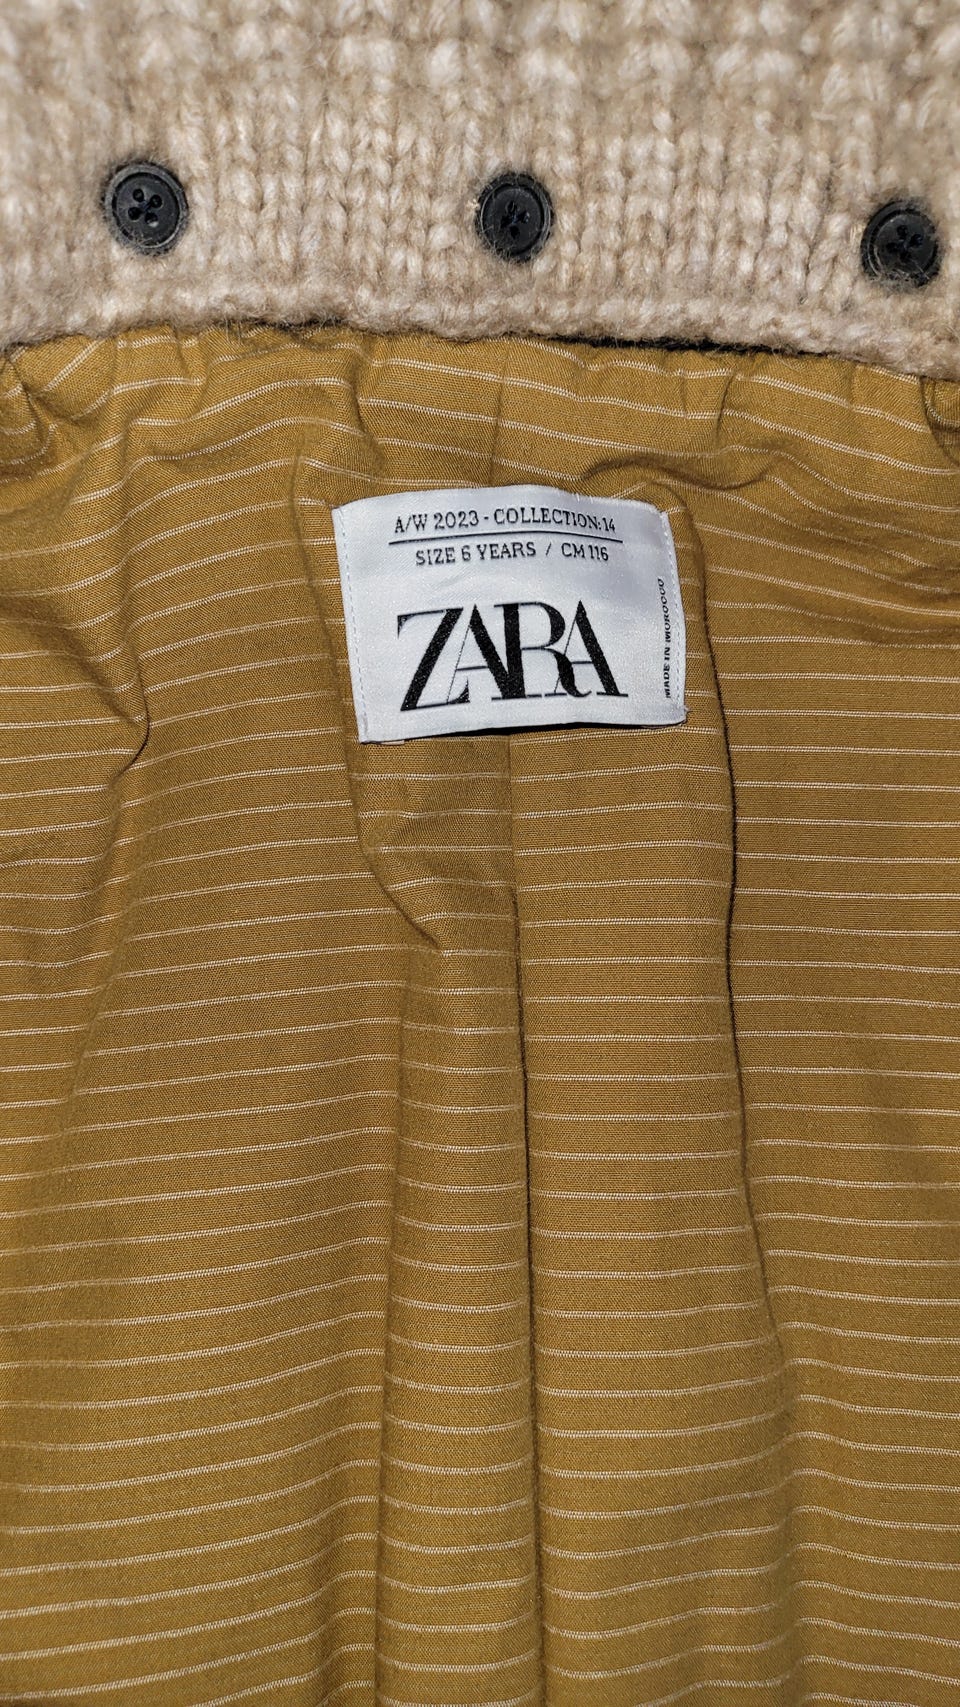 A/W 2023 - COLLECTION: 14
SIZE 6 YEARS / CM 116
ZARA
MADE IN MOROCCO